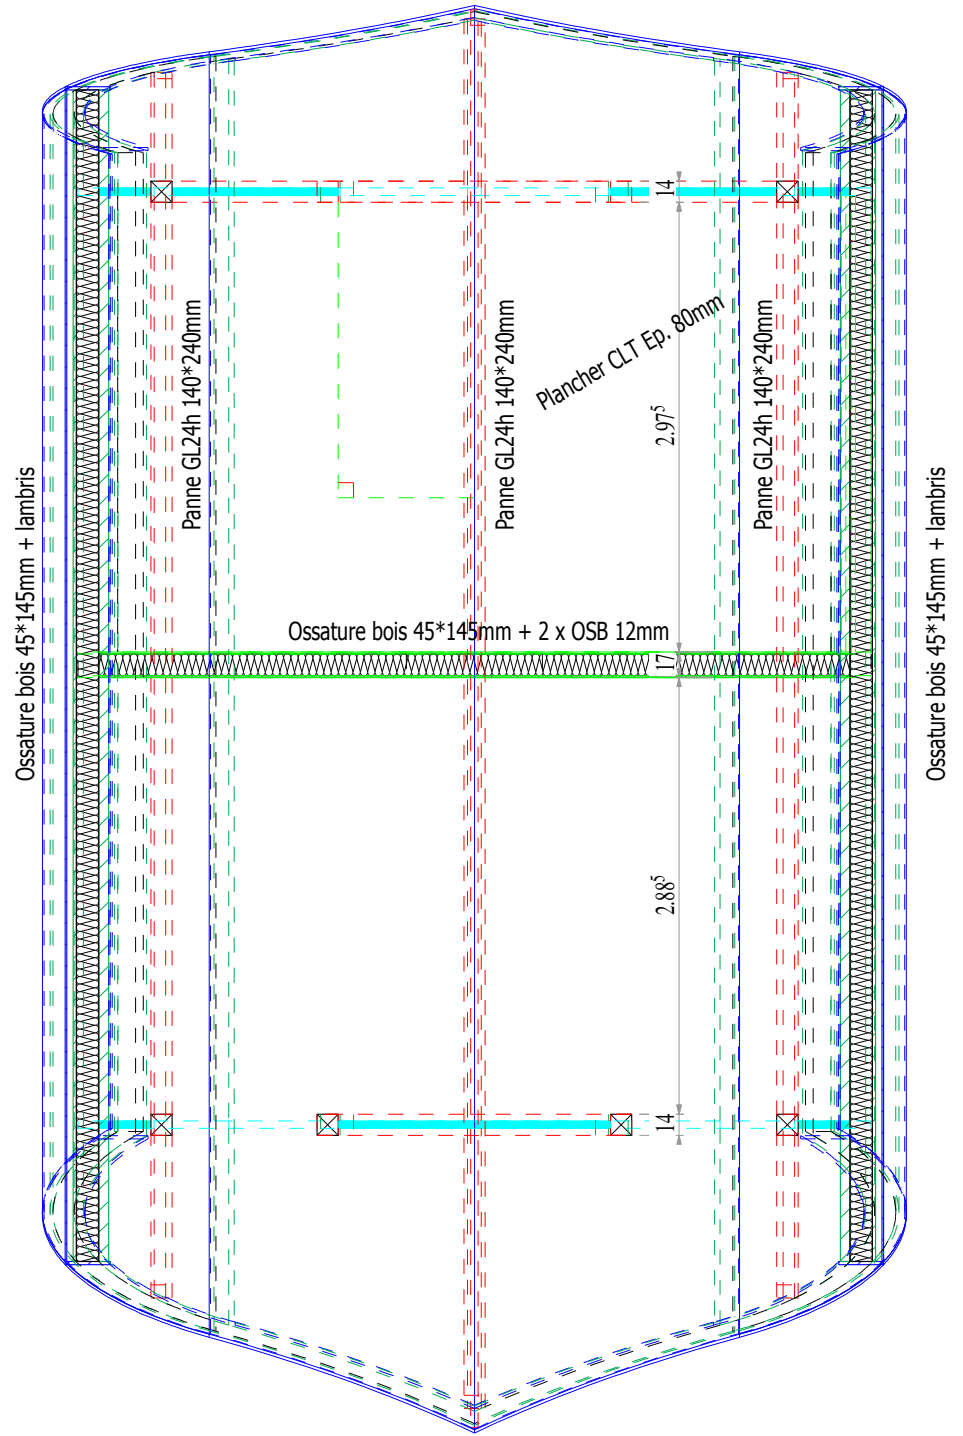 14
Panne GL24h 140*240mm
Panne GL24h 140*240mm
Plancher CLT Ep. 80mm
Panne GL24h 140*240mm
2.97⁵
Ossature bois 45*145mm + lambris
Ossature bois 45*145mm + 2 x OSB 12mm
17
Ossature bois 45*145mm + lambris
2.88⁵
14